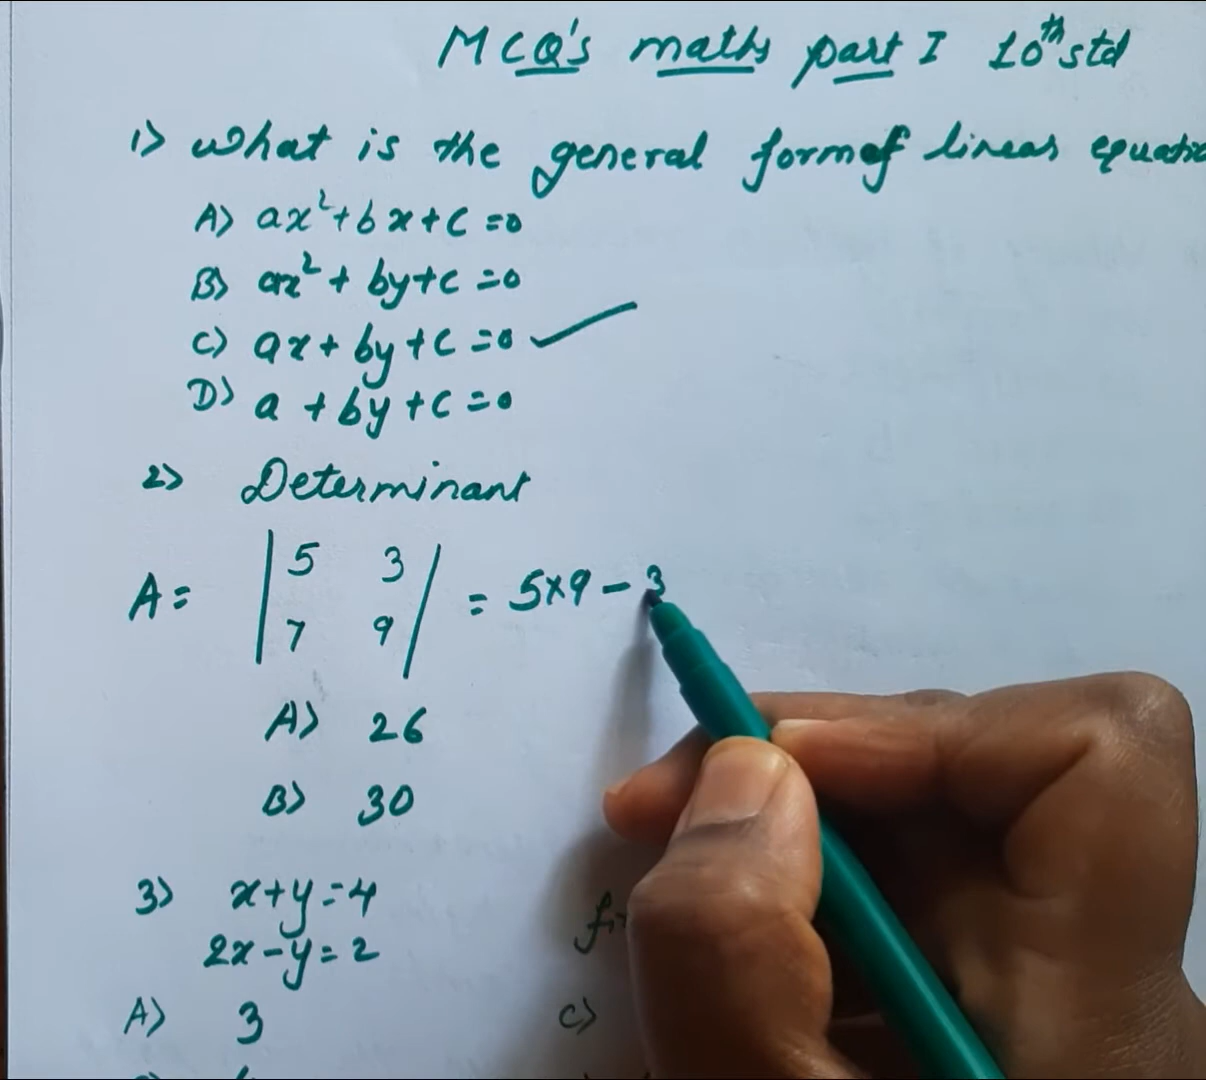 MCQ's maths part I 10th std
1) what is the general form of linear equatio
A) ax²+bx+c=0
B) ax²+by+c=0
C) ax+by+c=0 ✓
D) a+by+c=0
2) Determinant
A= | 5 3 | = 5×9-3
| 7 9 |
A) 26
B) 30
3) x+y=4 fi
2x-y=2
A) 3 C)